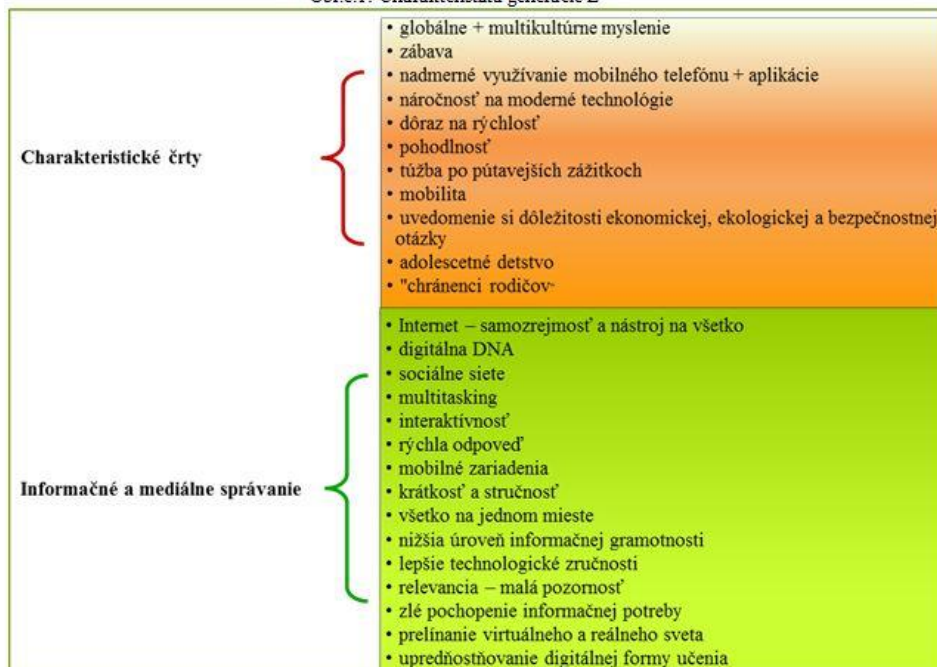 Charakteristické črty
• globálne + multikultúrne myslenie
• zábava
• nadmerné využívanie mobilného telefónu + aplikácie
• náročnosť na moderné technológie
• dôraz na rýchlosť
• pohodlnosť
• túžba po pútavejších zážitkoch
• mobilita
• uvedomenie si dôležitosti ekonomickej, ekologickej a bezpečnostnej
otázky
• adolescetné detstvo
• "chránenci rodičov"
Informačné a mediálne správanie
• Internet – samozrejmosť a nástroj na všetko
• digitálna DNA
• sociálne siete
• multitasking
• interaktívnosť
• rýchla odpoveď
• mobilné zariadenia
• krátkosť a stručnosť
• všetko na jednom mieste
• nižšia úroveň informačnej gramotnosti
• lepšie technologické zručnosti
• relevancia – malá pozornosť
• zlé pochopenie informačnej potreby
• prelínanie virtuálneho a reálneho sveta
• uprednostňovanie digitálnej formy učenia